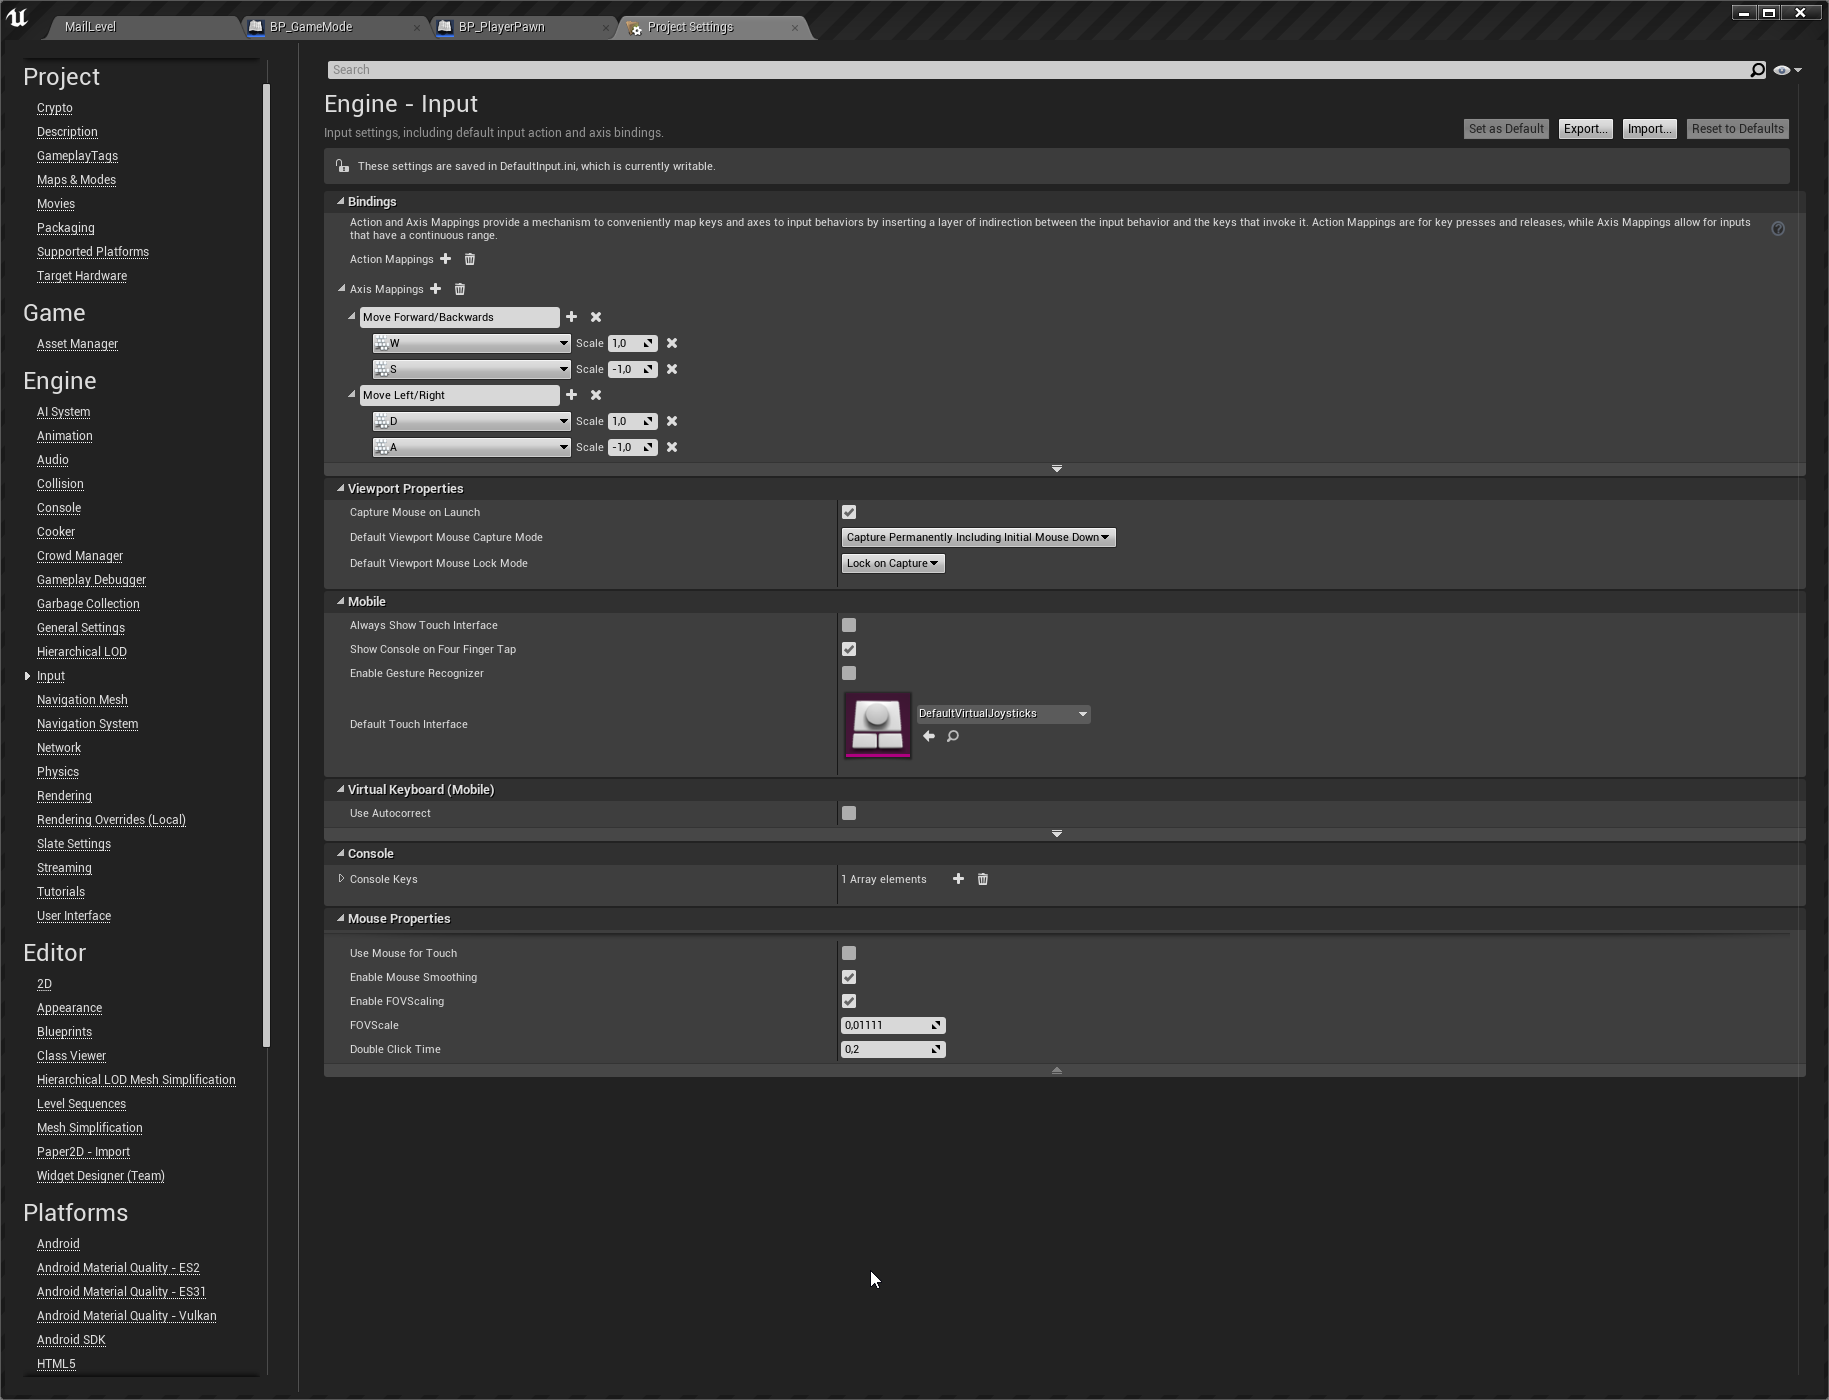 MailLevel
BP_GameMode
BP_PlayerPawn
Project Settings
Project
Crypto
Description
GameplayTags
Maps & Modes
Movies
Packaging
Supported Platforms
Target Hardware
Game
Asset Manager
Engine
AI System
Animation
Audio
Collision
Console
Cooker
Crowd Manager
Gameplay Debugger
Garbage Collection
General Settings
Hierarchical LOD
Input
Navigation Mesh
Navigation System
Network
Physics
Rendering
Rendering Overrides (Local)
Slate Settings
Streaming
Tutorials
User Interface
Editor
2D
Appearance
Blueprints
Class Viewer
Hierarchical LOD Mesh Simplification
Level Sequences
Mesh Simplification
Paper2D - Import
Widget Designer (Team)
Platforms
Android
Android Material Quality - ES2
Android Material Quality - ES31
Android Material Quality - Vulkan
Android SDK
HTML5
Search
Engine - Input
Input settings, including default input action and axis bindings.
Set as Default Export... Import... Reset to Defaults
These settings are saved in DefaultInput.ini, which is currently writable.
Bindings
Action and Axis Mappings provide a mechanism to conveniently map keys and axes to input behaviors by inserting a layer of indirection between the input behavior and the keys that invoke it. Action Mappings are for key presses and releases, while Axis Mappings allow for inputs
that have a continuous range.
Action Mappings
Axis Mappings
Move Forward/Backwards
W Scale 1,0
S Scale -1,0
Move Left/Right
D Scale 1,0
A Scale -1,0
Viewport Properties
Capture Mouse on Launch
Default Viewport Mouse Capture Mode Capture Permanently Including Initial Mouse Down
Default Viewport Mouse Lock Mode Lock on Capture
Mobile
Always Show Touch Interface
Show Console on Four Finger Tap
Enable Gesture Recognizer
Default Touch Interface DefaultVirtualJoysticks
Virtual Keyboard (Mobile)
Use Autocorrect
Console
Console Keys 1 Array elements
Mouse Properties
Use Mouse for Touch
Enable Mouse Smoothing
Enable FOVScaling
FOVScale 0,01111
Double Click Time 0,2